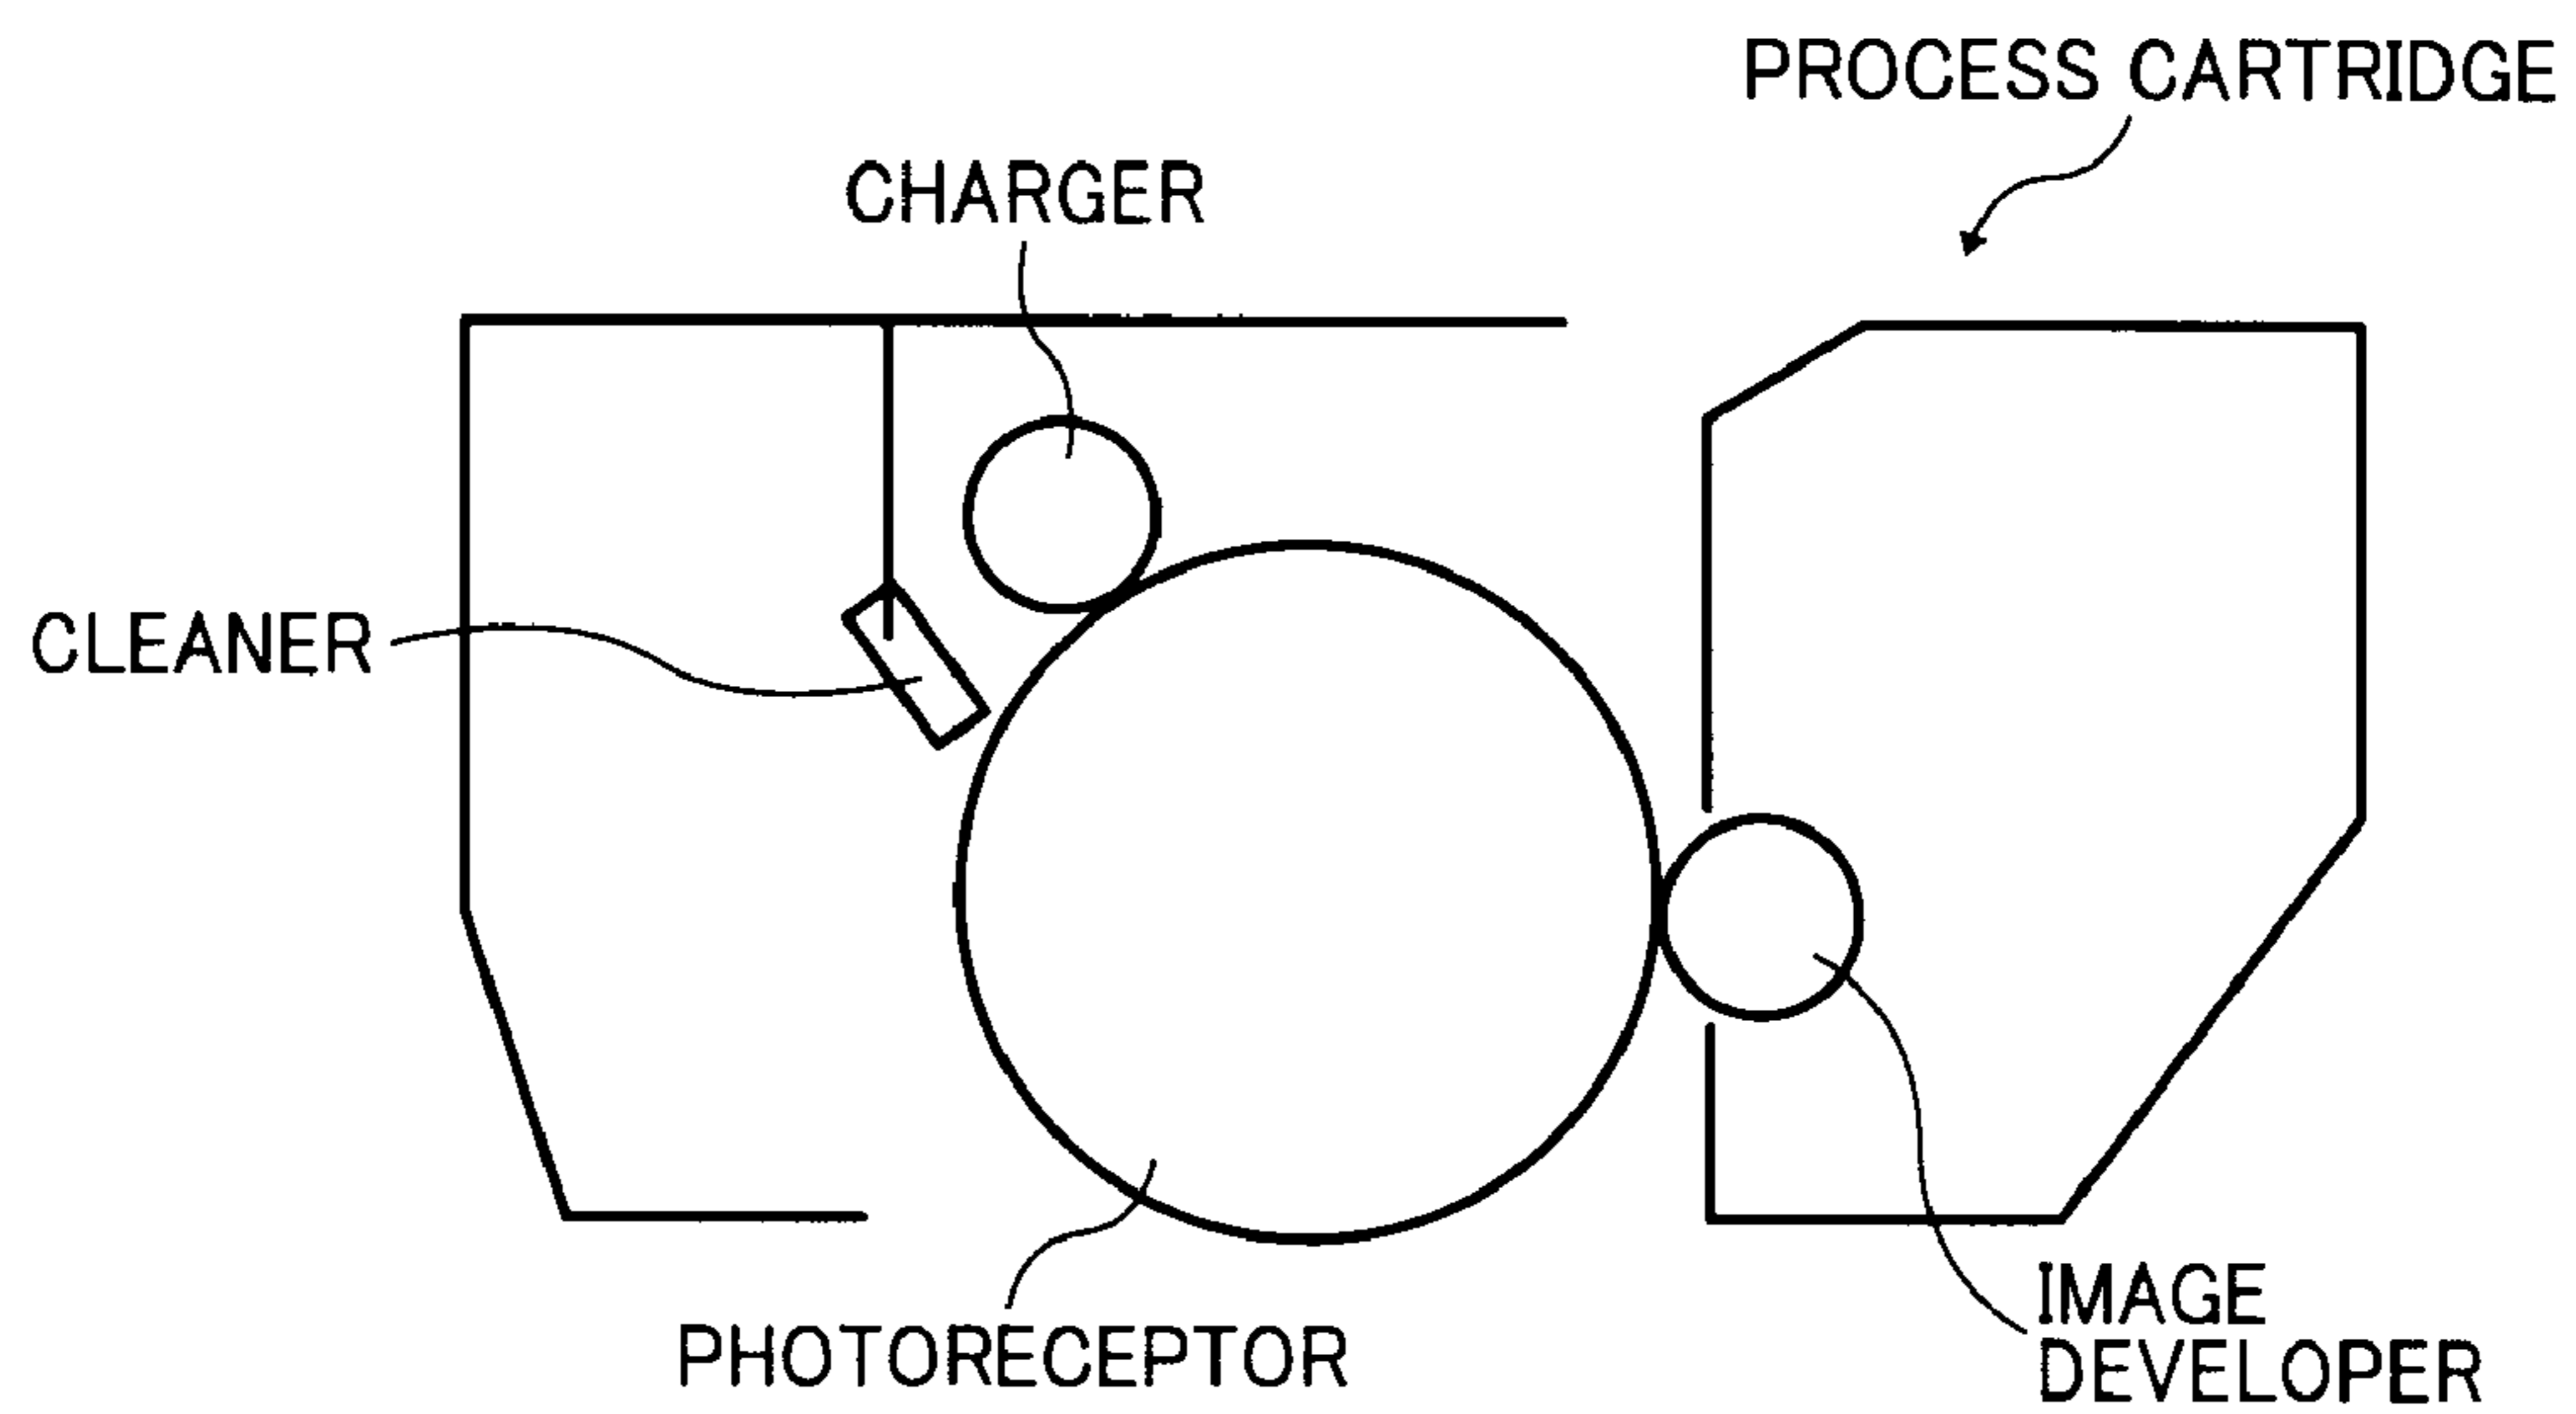 PROCESS CARTRIDGE
CHARGER
CLEANER
PHOTORECEPTOR
IMAGE
DEVELOPER